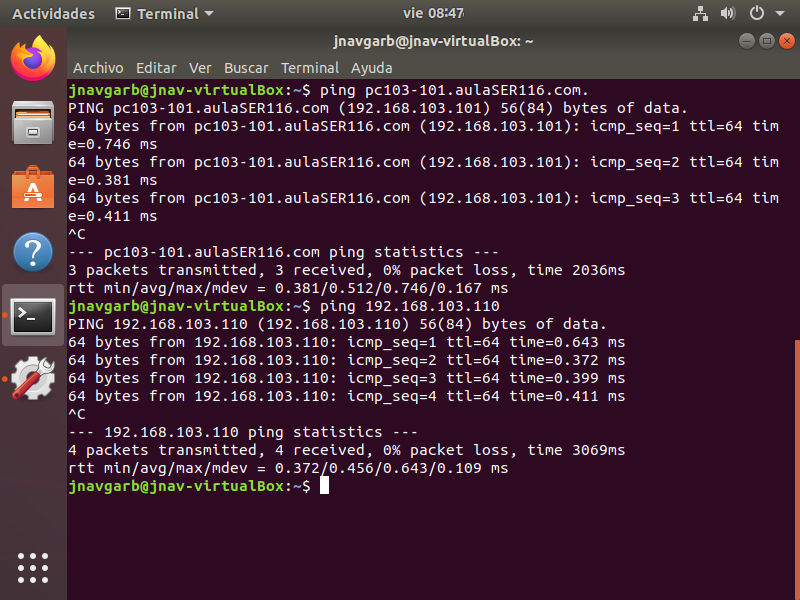 Actividades Terminal vie 08:47
jnavgarb@jnav-virtualBox: ~
Archivo Editar Ver Buscar Terminal Ayuda
jnavgarb@jnav-virtualBox:~$ ping pc103-101.aulaSER116.com.
PING pc103-101.aulaSER116.com (192.168.103.101) 56(84) bytes of data.
64 bytes from pc103-101.aulaSER116.com (192.168.103.101): icmp_seq=1 ttl=64 tim
e=0.746 ms
64 bytes from pc103-101.aulaSER116.com (192.168.103.101): icmp_seq=2 ttl=64 tim
e=0.381 ms
64 bytes from pc103-101.aulaSER116.com (192.168.103.101): icmp_seq=3 ttl=64 tim
e=0.411 ms
^C
--- pc103-101.aulaSER116.com ping statistics ---
3 packets transmitted, 3 received, 0% packet loss, time 2036ms
rtt min/avg/max/mdev = 0.381/0.512/0.746/0.167 ms
jnavgarb@jnav-virtualBox:~$ ping 192.168.103.110
PING 192.168.103.110 (192.168.103.110) 56(84) bytes of data.
64 bytes from 192.168.103.110: icmp_seq=1 ttl=64 time=0.643 ms
64 bytes from 192.168.103.110: icmp_seq=2 ttl=64 time=0.372 ms
64 bytes from 192.168.103.110: icmp_seq=3 ttl=64 time=0.399 ms
64 bytes from 192.168.103.110: icmp_seq=4 ttl=64 time=0.411 ms
^C
--- 192.168.103.110 ping statistics ---
4 packets transmitted, 4 received, 0% packet loss, time 3069ms
rtt min/avg/max/mdev = 0.372/0.456/0.643/0.109 ms
jnavgarb@jnav-virtualBox:~$